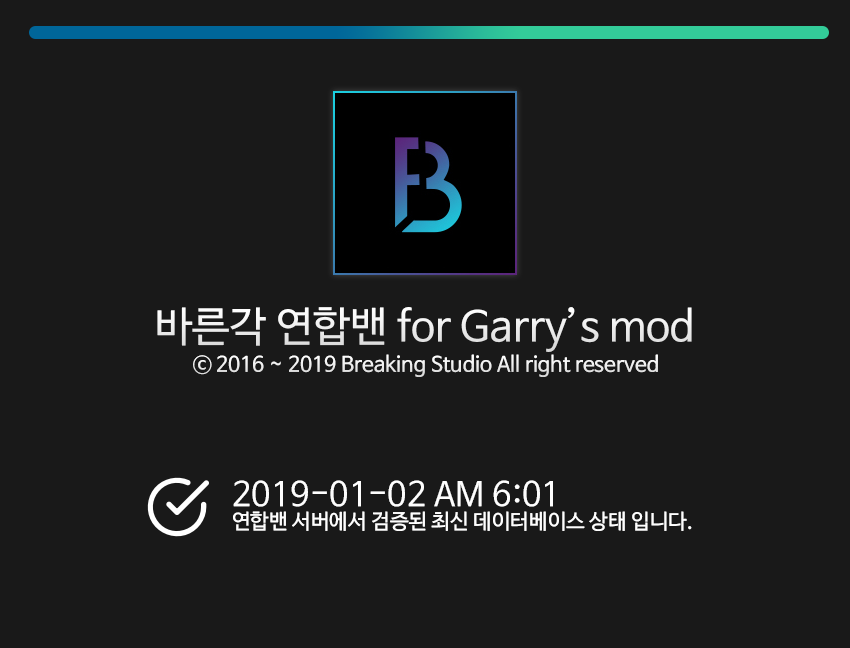 B
바른각 연합밴 for Garry’s mod
ⓒ 2016 ~ 2019 Breaking Studio All right reserved
2019-01-02 AM 6:01
연합밴 서버에서 검증된 최신 데이터베이스 상태 입니다.